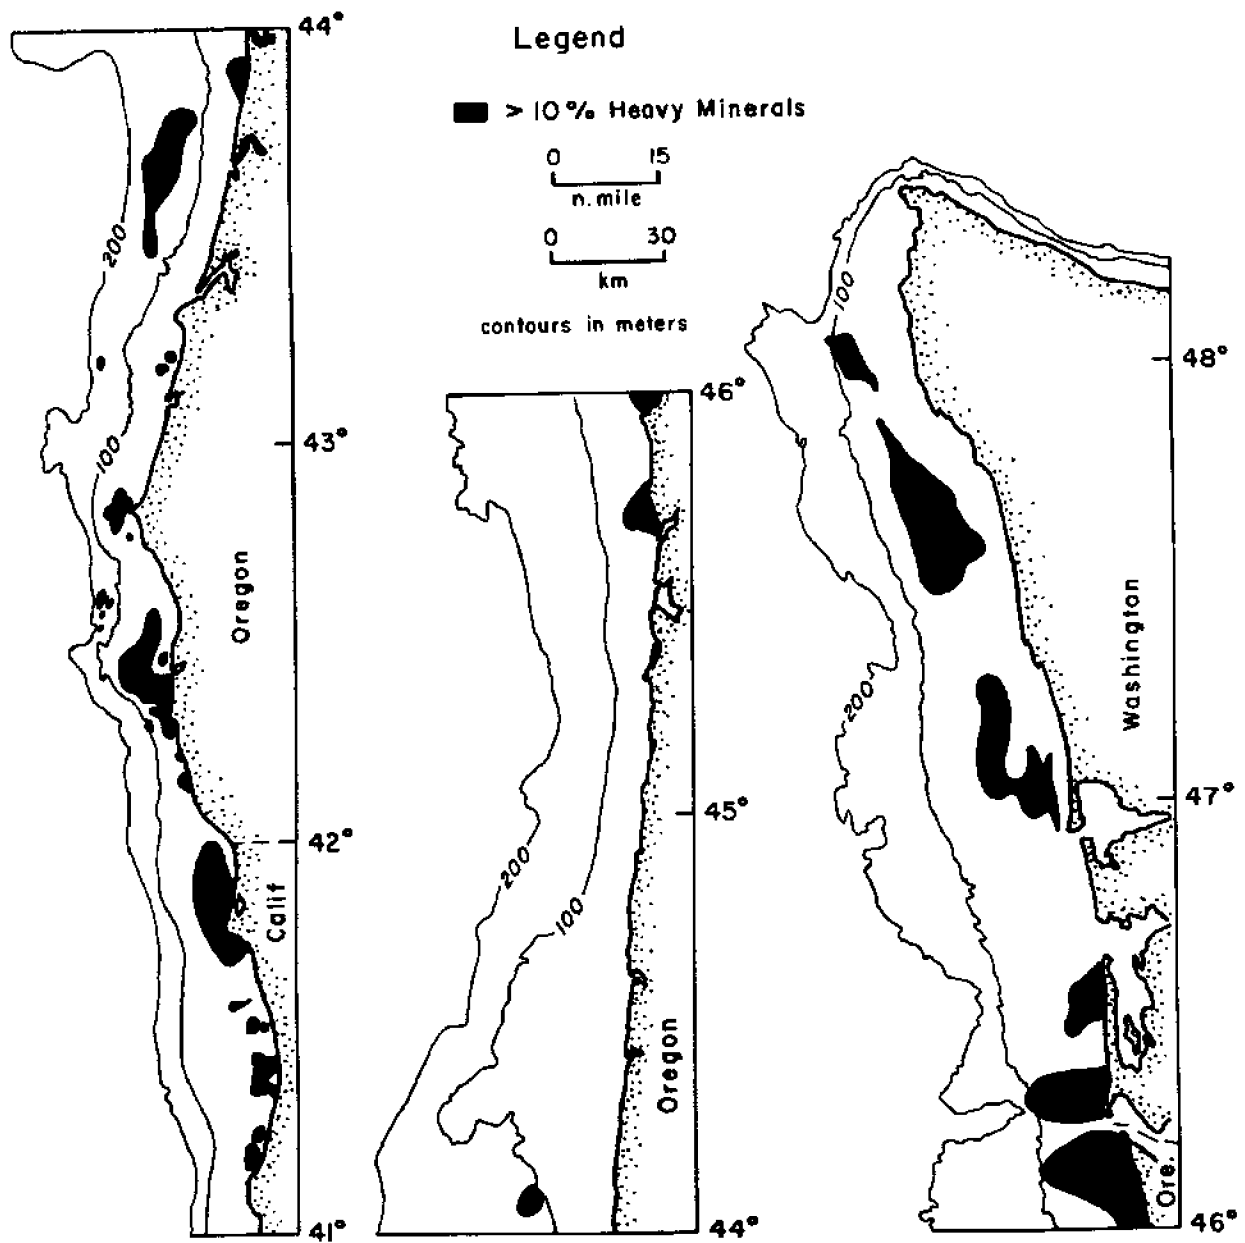 Legend
> 10% Heavy Minerals
0 15
n. mile
0 30
km
contours in meters
44°
200
43°
100
Oregon
42°
Calif
41°
46°
45°
200
100
Oregon
44°
100
48°
Washington
200
47°
Ore.
46°